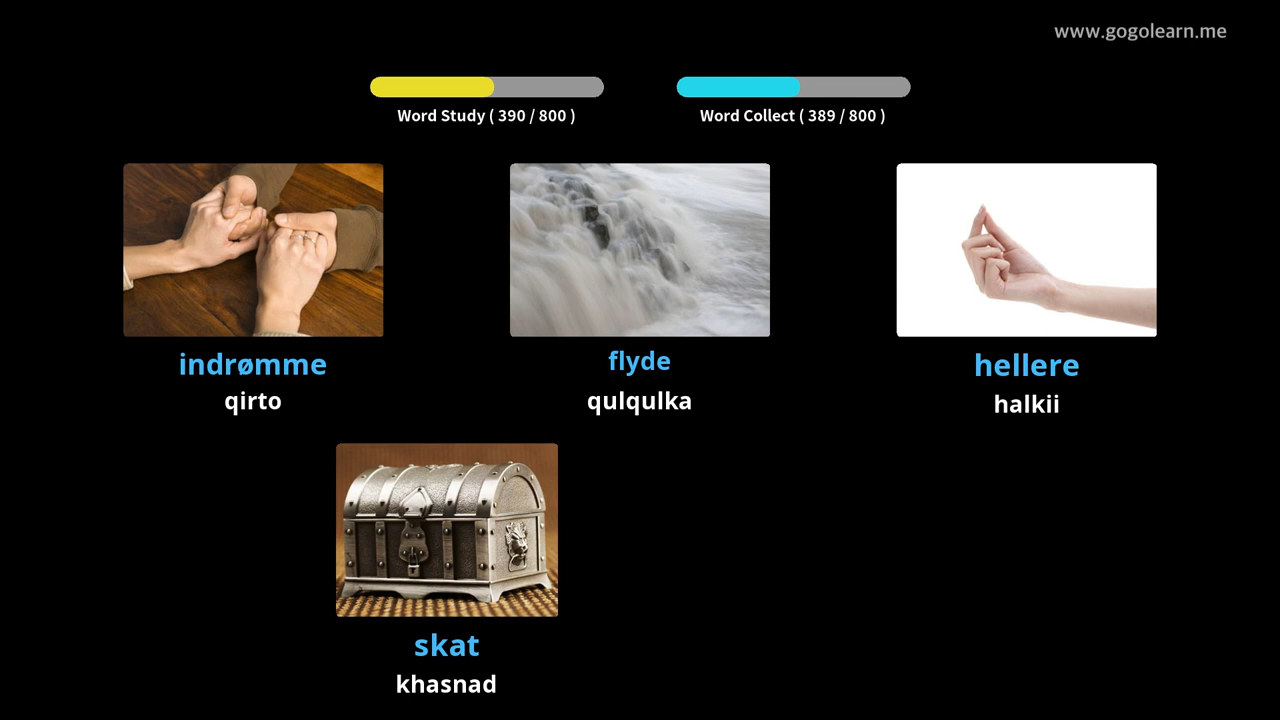 www.gogolearn.me
Word Study ( 390 / 800 )
Word Collect ( 389 / 800 )
indrømme
qirto
flyde
qulqulka
hellere
halkii
skat
khasnad